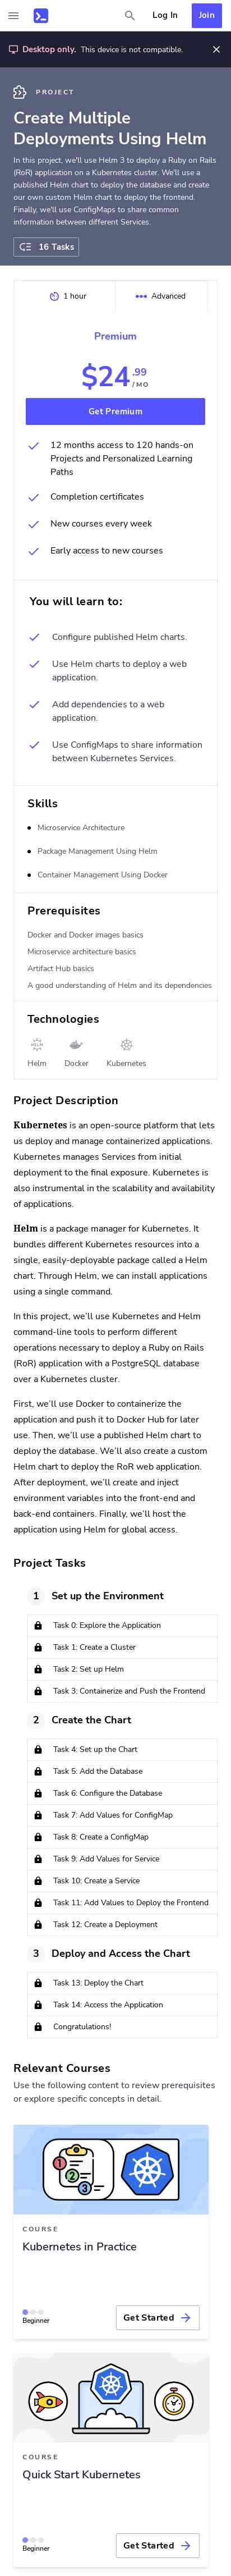 Log In
Join
Desktop only. This device is not compatible.
PROJECT
Create Multiple
Deployments Using Helm
In this project, we'll use Helm 3 to deploy a Ruby on Rails
(RoR) application on a Kubernetes cluster. We'll use a
published Helm chart to deploy the database and create
our own custom Helm chart to deploy the frontend.
Finally, we'll use ConfigMaps to share common
information between different Services.
16 Tasks
1 hour
Advanced
Premium
$24.99
/ MO
Get Premium
12 months access to 120 hands-on
Projects and Personalized Learning
Paths
Completion certificates
New courses every week
Early access to new courses
You will learn to:
Configure published Helm charts.
Use Helm charts to deploy a web
application.
Add dependencies to a web
application.
Use ConfigMaps to share information
between Kubernetes Services.
Skills
Microservice Architecture
Package Management Using Helm
Container Management Using Docker
Prerequisites
Docker and Docker images basics
Microservice architecture basics
Artifact Hub basics
A good understanding of Helm and its dependencies
Technologies
HELM
Helm
Docker
Kubernetes
Project Description
Kubernetes is an open-source platform that lets
us deploy and manage containerized applications.
Kubernetes manages Services from initial
deployment to the final exposure. Kubernetes is
also instrumental in the scalability and availability
of applications.
Helm is a package manager for Kubernetes. It
bundles different Kubernetes resources into a
single, easily-deployable package called a Helm
chart. Through Helm, we can install applications
using a single command.
In this project, we'll use Kubernetes and Helm
command-line tools to perform different
operations necessary to deploy a Ruby on Rails
(RoR) application with a PostgreSQL database
over a Kubernetes cluster.
First, we'll use Docker to containerize the
application and push it to Docker Hub for later
use. Then, we'll use a published Helm chart to
deploy the database. We'll also create a custom
Helm chart to deploy the RoR web application.
After deployment, we'll create and inject
environment variables into the front-end and
back-end containers. Finally, we'll host the
application using Helm for global access.
Project Tasks
1 Set up the Environment
Task 0: Explore the Application
Task 1: Create a Cluster
Task 2: Set up Helm
Task 3: Containerize and Push the Frontend
2 Create the Chart
Task 4: Set up the Chart
Task 5: Add the Database
Task 6: Configure the Database
Task 7: Add Values for ConfigMap
Task 8: Create a ConfigMap
Task 9: Add Values for Service
Task 10: Create a Service
Task 11: Add Values to Deploy the Frontend
Task 12: Create a Deployment
3 Deploy and Access the Chart
Task 13: Deploy the Chart
Task 14: Access the Application
Congratulations!
Relevant Courses
Use the following content to review prerequisites
or explore specific concepts in detail.
1
2
3
COURSE
Kubernetes in Practice
Beginner
Get Started
COURSE
Quick Start Kubernetes
Beginner
Get Started